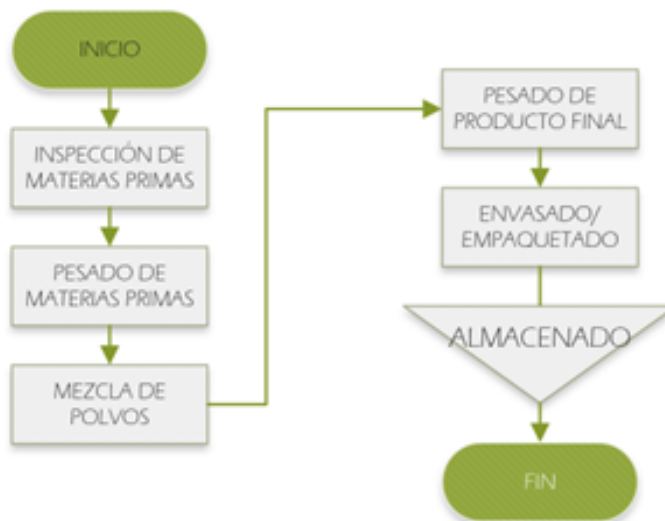 INICIO
INSPECCIÓN DE
MATERIAS PRIMAS
PESADO DE
MATERIAS PRIMAS
MEZCLA DE
POLVOS
PESADO DE
PRODUCTO FINAL
ENVASADO/
EMPAQUETADO
ALMACENADO
FIN